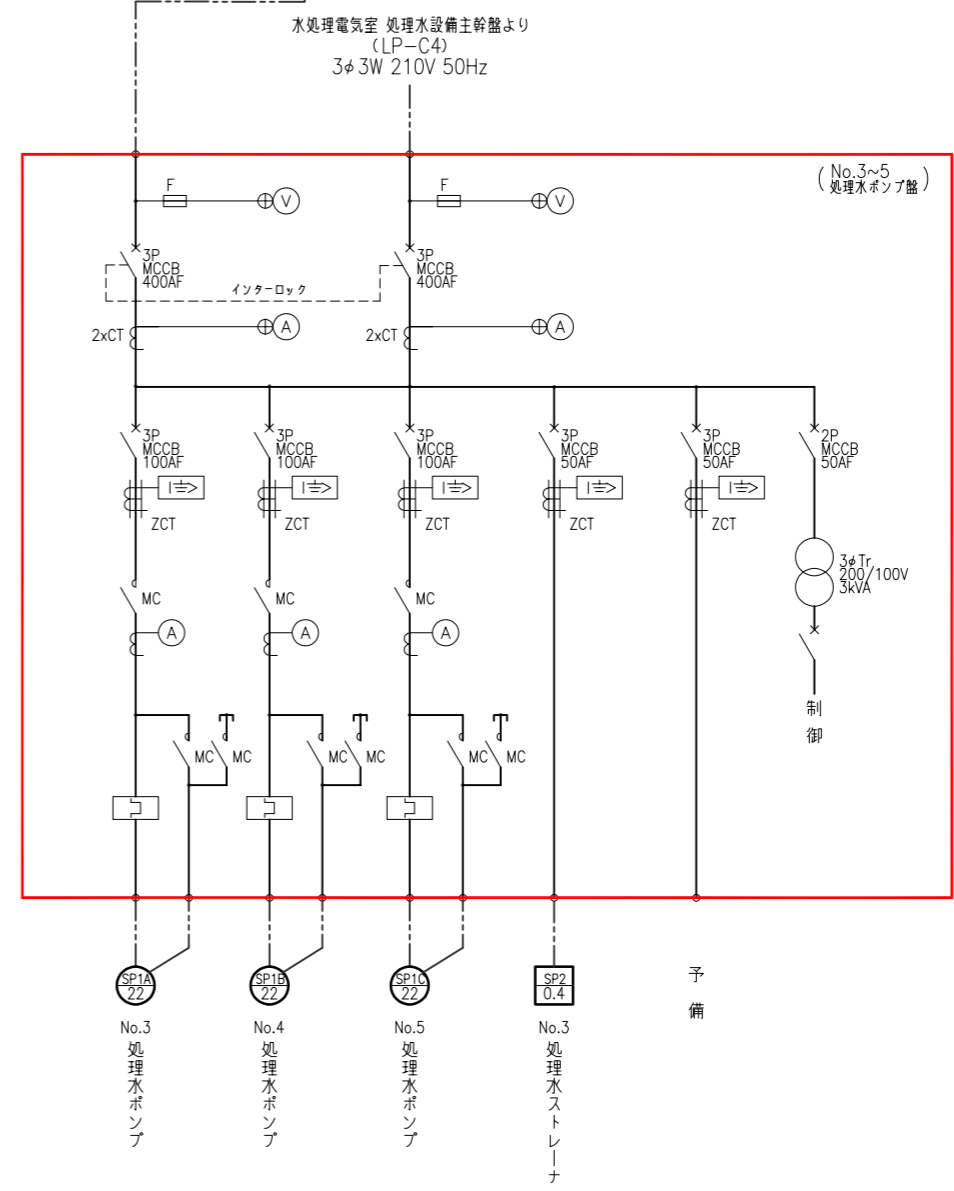 水処理電気室 処理水設備主幹盤より
(LP-C4)
3φ3W 210V 50Hz
(No.3~5
処理水ポンプ盤)
F
V
F
V
3P
MCCB
400AF
3P
MCCB
400AF
インターロック
2xCT
A
2xCT
A
3P
MCCB
100AF
3P
MCCB
100AF
3P
MCCB
100AF
3P
MCCB
50AF
3P
MCCB
50AF
2P
MCCB
50AF
ZCT
ZCT
ZCT
ZCT
ZCT
3φTr
200/100V
3kVA
MC
MC
MC
A
A
A
制御
MC
MC
MC
MC
MC
MC
SP1A
22
SP1B
22
SP1C
22
SP2
0.4
予備
No.3
処理水ポンプ
No.4
処理水ポンプ
No.5
処理水ポンプ
No.3
処理水ストレーナ